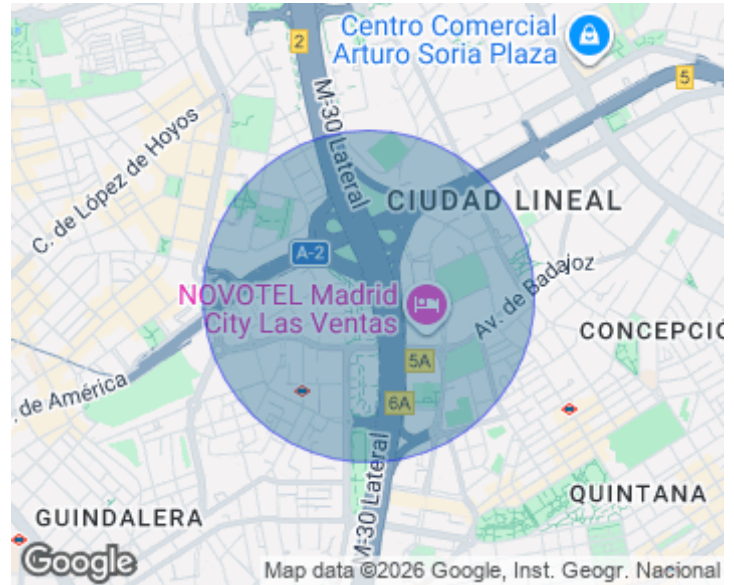 Centro Comercial
Arturo Soria Plaza
2
5
M-30 Lateral
C. de López de Hoyos
CIUDAD LINEAL
A-2
NOVOTEL Madrid
City Las Ventas
Av. de Badajoz
CONCEPCIÓ
5A
6A
. de América
M-30 Lateral
QUINTANA
GUINDALERA
Google
Map data ©2026 Google, Inst. Geogr. Nacional